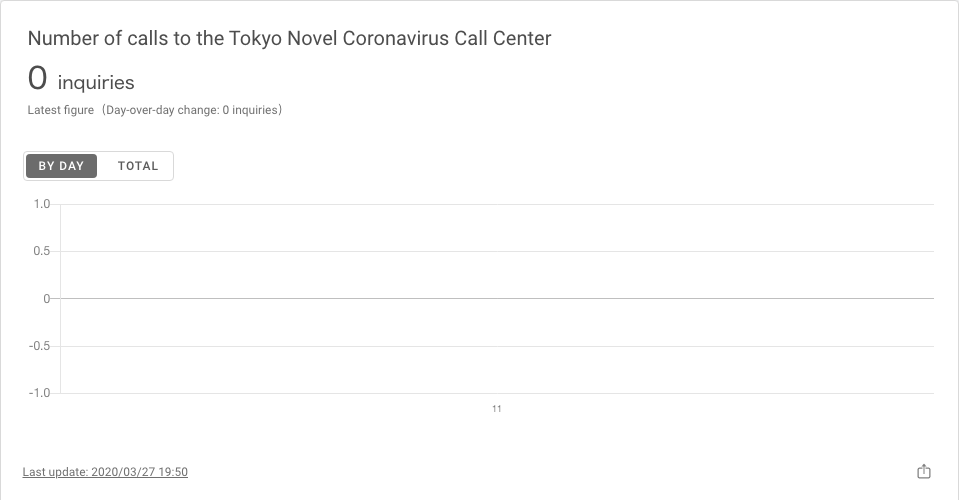 Number of calls to the Tokyo Novel Coronavirus Call Center
0 inquiries
Latest figure （Day-over-day change: 0 inquiries）
BY DAY TOTAL
1.0
0.5
0
-0.5
-1.0
11
Last update: 2020/03/27 19:50